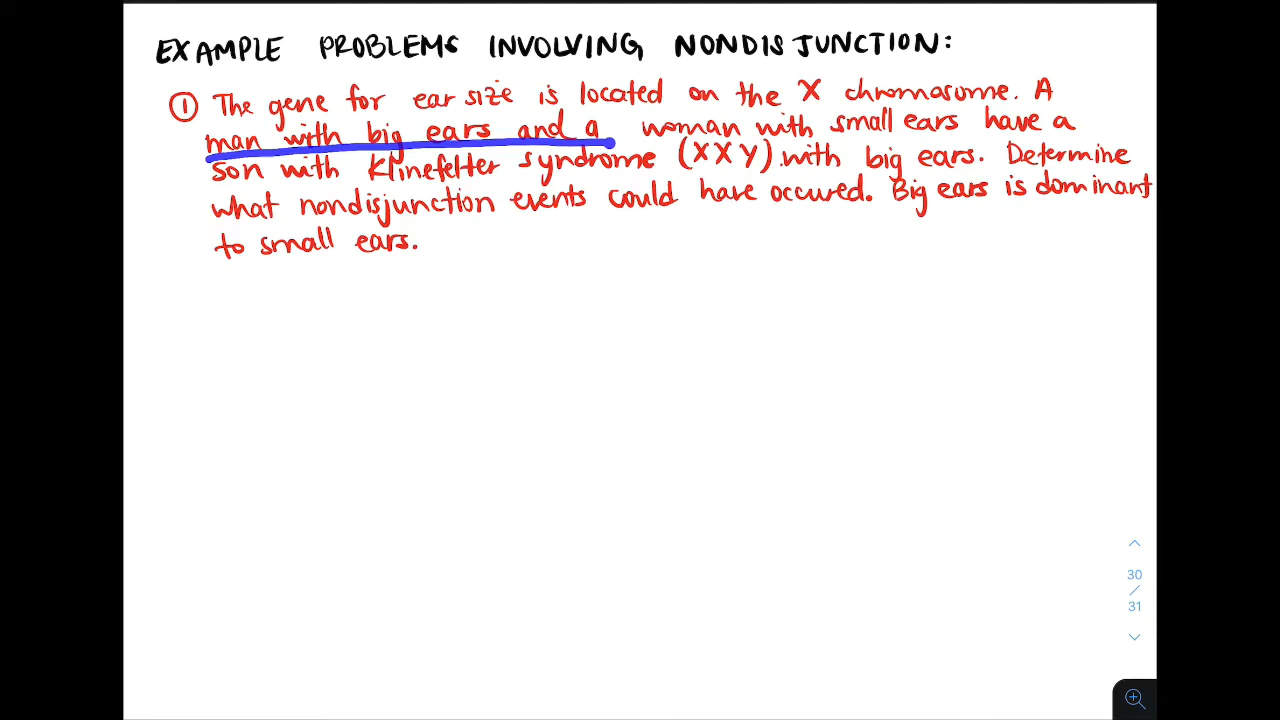 EXAMPLE PROBLEMS INVOLVING NONDISJUNCTION:
① The gene for ear size is located on the X chromosome. A
man with big ears and a woman with small ears have a
son with Klinefelter syndrome (XXY) with big ears. Determine
what nondisjunction events could have occured. Big ears is dominant
to small ears.
30
/
31